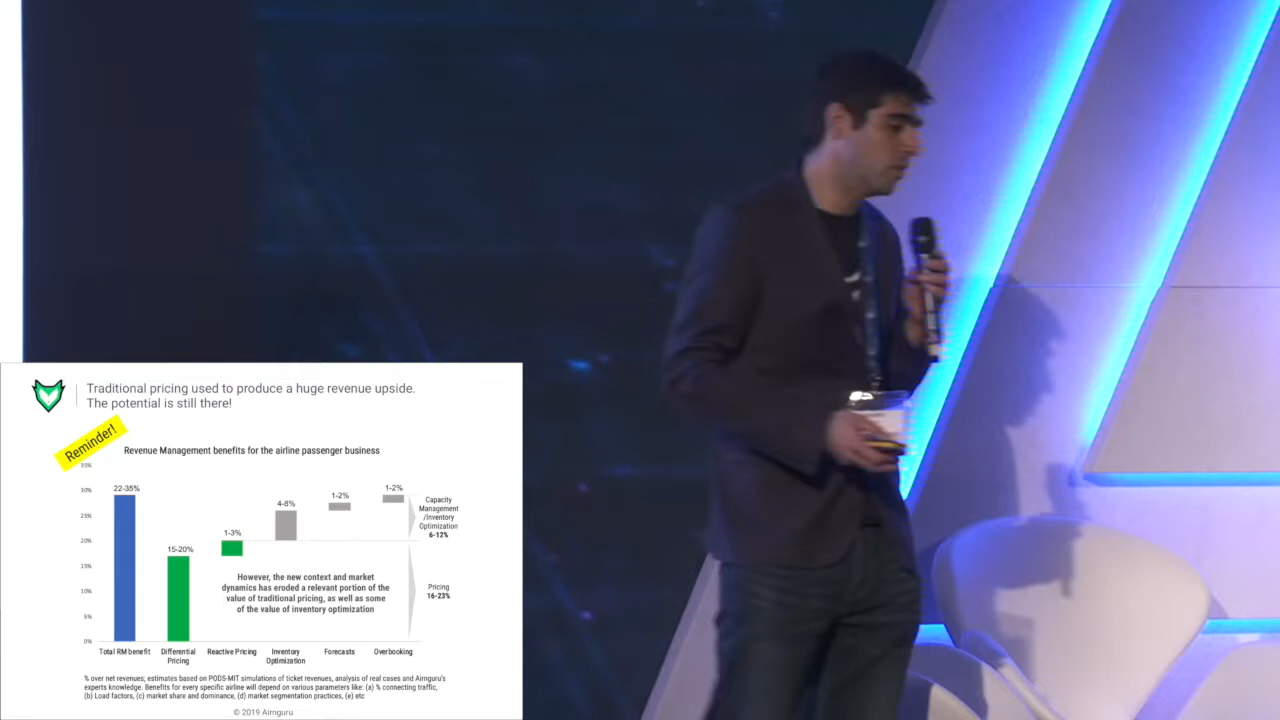 Traditional pricing used to produce a huge revenue upside.
The potential is still there!
Reminder!
Revenue Management benefits for the airline passenger business
35%
30%
25%
20%
15%
10%
5%
0%
22-35%
15-20%
1-3%
4-8%
1-2%
1-2%
Capacity
Management
/Inventory
Optimization
6-12%
Pricing
16-23%
However, the new context and market
dynamics has eroded a relevant portion of the
value of traditional pricing, as well as some
of the value of inventory optimization
Total RM benefit
Differential
Pricing
Reactive Pricing
Inventory
Optimization
Forecasts
Overbooking
% over net revenues; estimates based on PODS-MIT simulations of ticket revenues, analysis of real cases and Airnguru's
experts knowledge. Benefits for every specific airline will depend on various parameters like: (a) % connecting traffic,
(b) Load factors, (c) market share and dominance, (d) market segmentation practices, (e) etc
© 2019 Airnguru